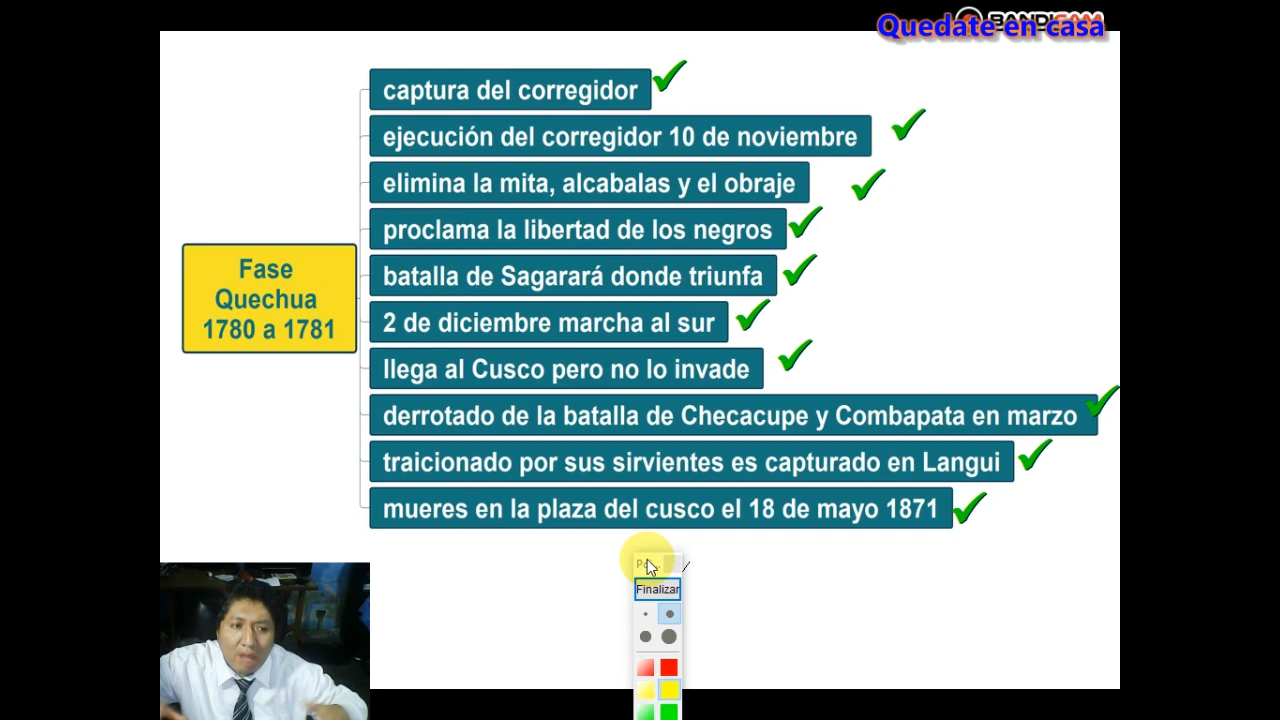 BANDICAM
Quedate en casa
captura del corregidor
ejecución del corregidor 10 de noviembre
elimina la mita, alcabalas y el obraje
proclama la libertad de los negros
batalla de Sagarará donde triunfa
2 de diciembre marcha al sur
llega al Cusco pero no lo invade
derrotado de la batalla de Checacupe y Combapata en marzo
traicionado por sus sirvientes es capturado en Langui
mueres en la plaza del cusco el 18 de mayo 1871
Fase
Quechua
1780 a 1781
Finalizar